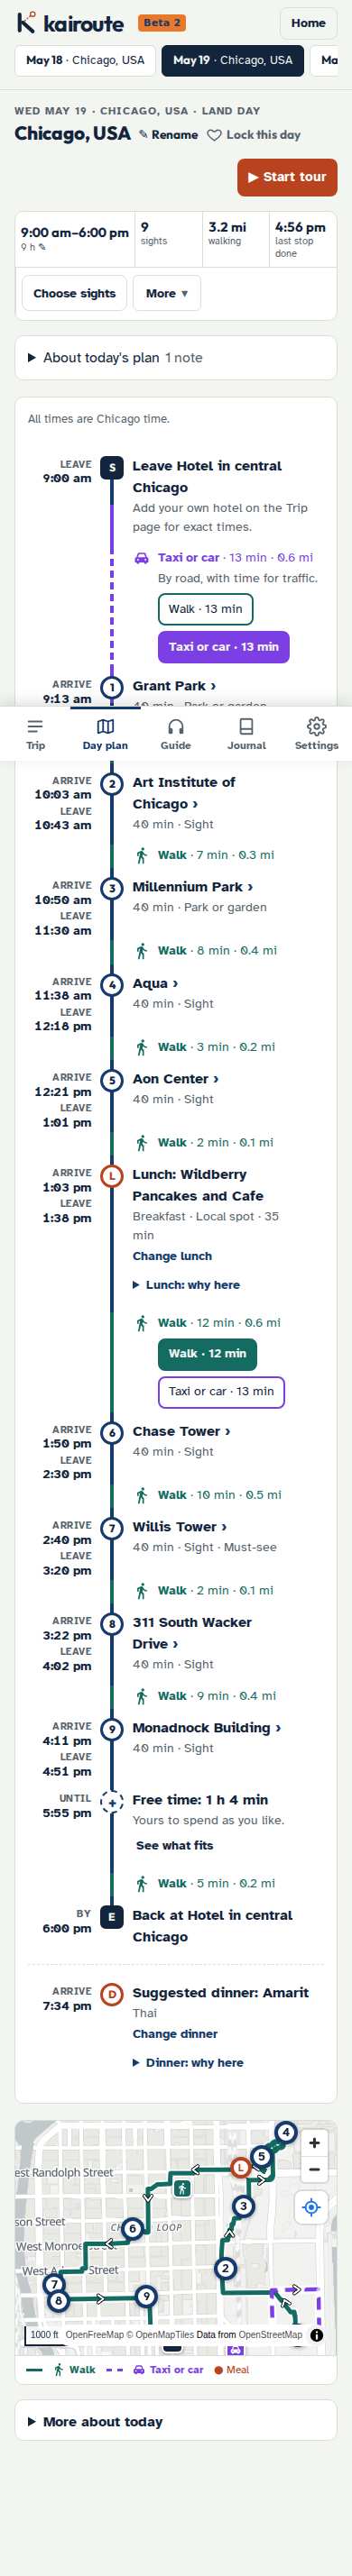 kairoute
Beta 2
Home
May 18 · Chicago, USA
May 19 · Chicago, USA
Ma
WED MAY 19 · CHICAGO, USA · LAND DAY
Chicago, USA
✎ Rename
Lock this day
▶ Start tour
9:00 am–6:00 pm
9 h ✎
9
sights
3.2 mi
walking
4:56 pm
last stop
done
Choose sights
More ▼
▶ About today's plan 1 note
All times are Chicago time.
LEAVE
9:00 am
S
Leave Hotel in central
Chicago
Add your own hotel on the Trip
page for exact times.
Taxi or car · 13 min · 0.6 mi
By road, with time for traffic.
Walk · 13 min
Taxi or car · 13 min
ARRIVE
9:13 am
1
Grant Park ›
Trip
Day plan
Guide
Journal
Settings
ARRIVE
10:03 am
LEAVE
10:43 am
2
Art Institute of
Chicago ›
40 min · Sight
Walk · 7 min · 0.3 mi
ARRIVE
10:50 am
LEAVE
11:30 am
3
Millennium Park ›
40 min · Park or garden
Walk · 8 min · 0.4 mi
ARRIVE
11:38 am
LEAVE
12:18 pm
4
Aqua ›
40 min · Sight
Walk · 3 min · 0.2 mi
ARRIVE
12:21 pm
LEAVE
1:01 pm
5
Aon Center ›
40 min · Sight
Walk · 2 min · 0.1 mi
ARRIVE
1:03 pm
LEAVE
1:38 pm
L
Lunch: Wildberry
Pancakes and Cafe
Breakfast · Local spot · 35
min
Change lunch
▶ Lunch: why here
Walk · 12 min · 0.6 mi
Walk · 12 min
Taxi or car · 13 min
ARRIVE
1:50 pm
LEAVE
2:30 pm
6
Chase Tower ›
40 min · Sight
Walk · 10 min · 0.5 mi
ARRIVE
2:40 pm
LEAVE
3:20 pm
7
Willis Tower ›
40 min · Sight · Must-see
Walk · 2 min · 0.1 mi
ARRIVE
3:22 pm
LEAVE
4:02 pm
8
311 South Wacker
Drive ›
40 min · Sight
Walk · 9 min · 0.4 mi
ARRIVE
4:11 pm
LEAVE
4:51 pm
9
Monadnock Building ›
40 min · Sight
UNTIL
5:55 pm
+
Free time: 1 h 4 min
Yours to spend as you like.
See what fits
Walk · 5 min · 0.2 mi
BY
6:00 pm
E
Back at Hotel in central
Chicago
ARRIVE
7:34 pm
D
Suggested dinner: Amarit
Thai
Change dinner
▶ Dinner: why here
4
5
L
+
−
est Randolph Street
3
son Street
6
LOOP
West Monroe
Street
2
7
8
9
1000 ft
OpenFreeMap © OpenMapTiles Data from OpenStreetMap
Walk
Taxi or car
Meal
▶ More about today